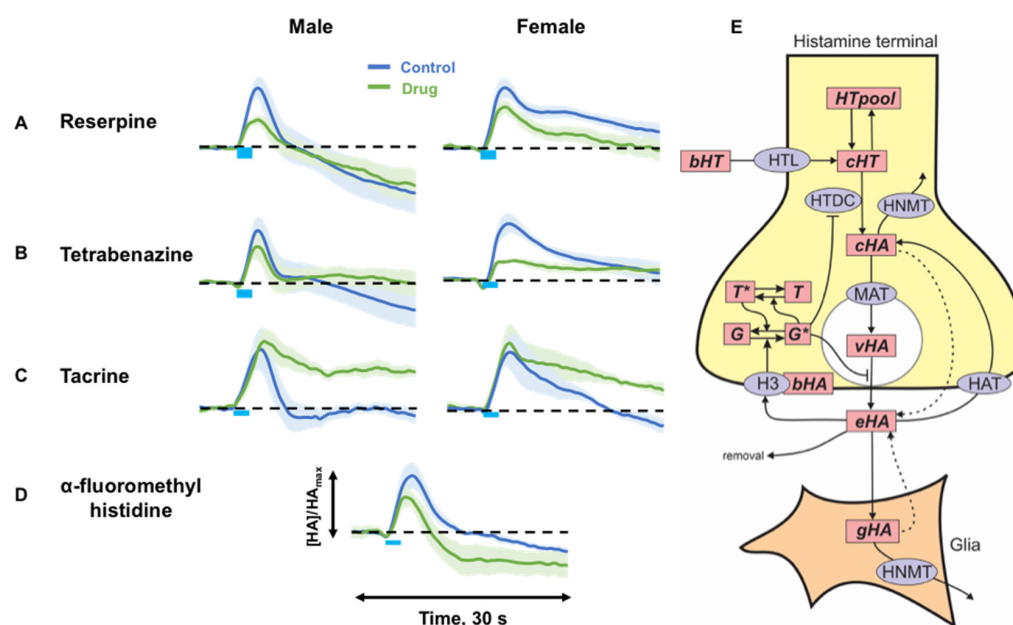 Male
Female
E
Histamine terminal
Control
Drug
A
Reserpine
B
Tetrabenazine
C
Tacrine
D
α-fluoromethyl
histidine
[HA]/HAmax
Time, 30 s
HTpool
bHT
HTL
cHT
HTDC
HNMT
cHA
MAT
T*
T
G
G*
vHA
H3
bHA
HAT
eHA
removal
gHA
Glia
HNMT